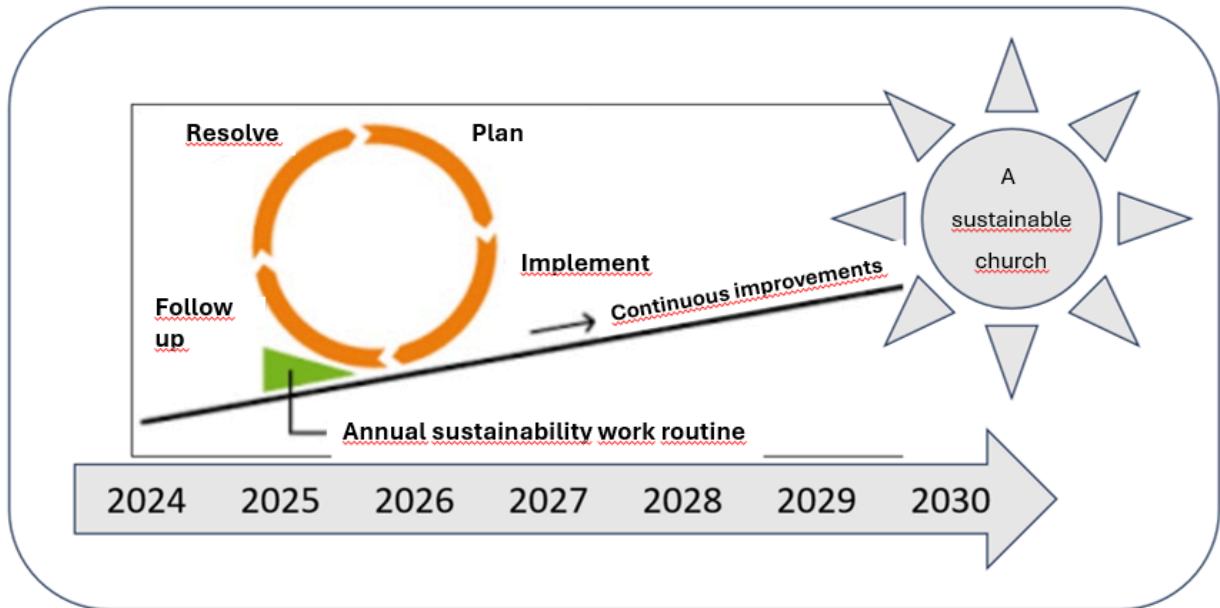 Resolve
Plan
A
sustainable
church
Implement
Continuous improvements
Follow
up
Annual sustainability work routine
2024 2025 2026 2027 2028 2029 2030